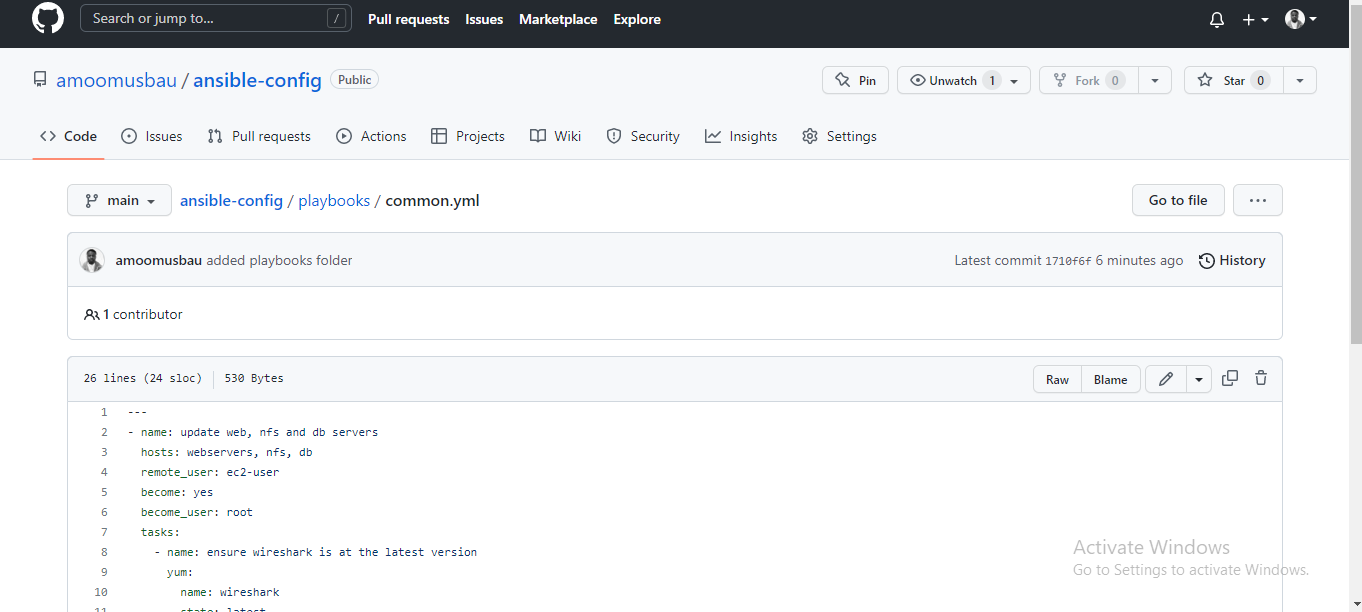 Search or jump to... /
Pull requests Issues Marketplace Explore
amoomusbau / ansible-config Public
Pin Unwatch 1 Fork 0 Star 0
Code Issues Pull requests Actions Projects Wiki Security Insights Settings
main ansible-config / playbooks / common.yml Go to file ...
amoomusbau added playbooks folder Latest commit 1710f6f 6 minutes ago History
1 contributor
26 lines (24 sloc) 530 Bytes Raw Blame
1 ---
2 - name: update web, nfs and db servers
3 hosts: webservers, nfs, db
4 remote_user: ec2-user
5 become: yes
6 become_user: root
7 tasks:
8 - name: ensure wireshark is at the latest version
9 yum:
10 name: wireshark
11 state: latest
Activate Windows
Go to Settings to activate Windows.